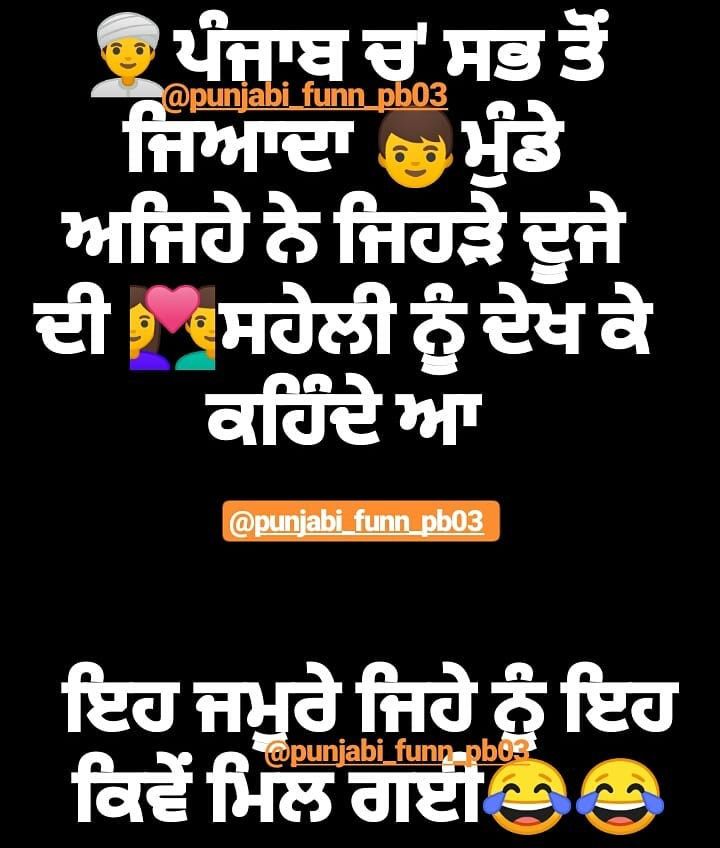 ਪੰਜਾਬ ਚ' ਸਭ ਤੋਂ
@punjabi_funn_pb03
ਜਿਆਦਾ ਮੁੰਡੇ
ਅਜਿਹੇ ਨੇ ਜਿਹੜੇ ਦੂਜੇ
ਦੀ ਸਹੇਲੀ ਨੂੰ ਦੇਖ ਕੇ
ਕਹਿੰਦੇ ਆ
@punjabi_funn_pb03
ਇਹ ਜਮੂਰੇ ਜਿਹੇ ਨੂੰ ਇਹ
@punjabi_funn_pb03
ਕਿਵੇਂ ਮਿਲ ਗਈ